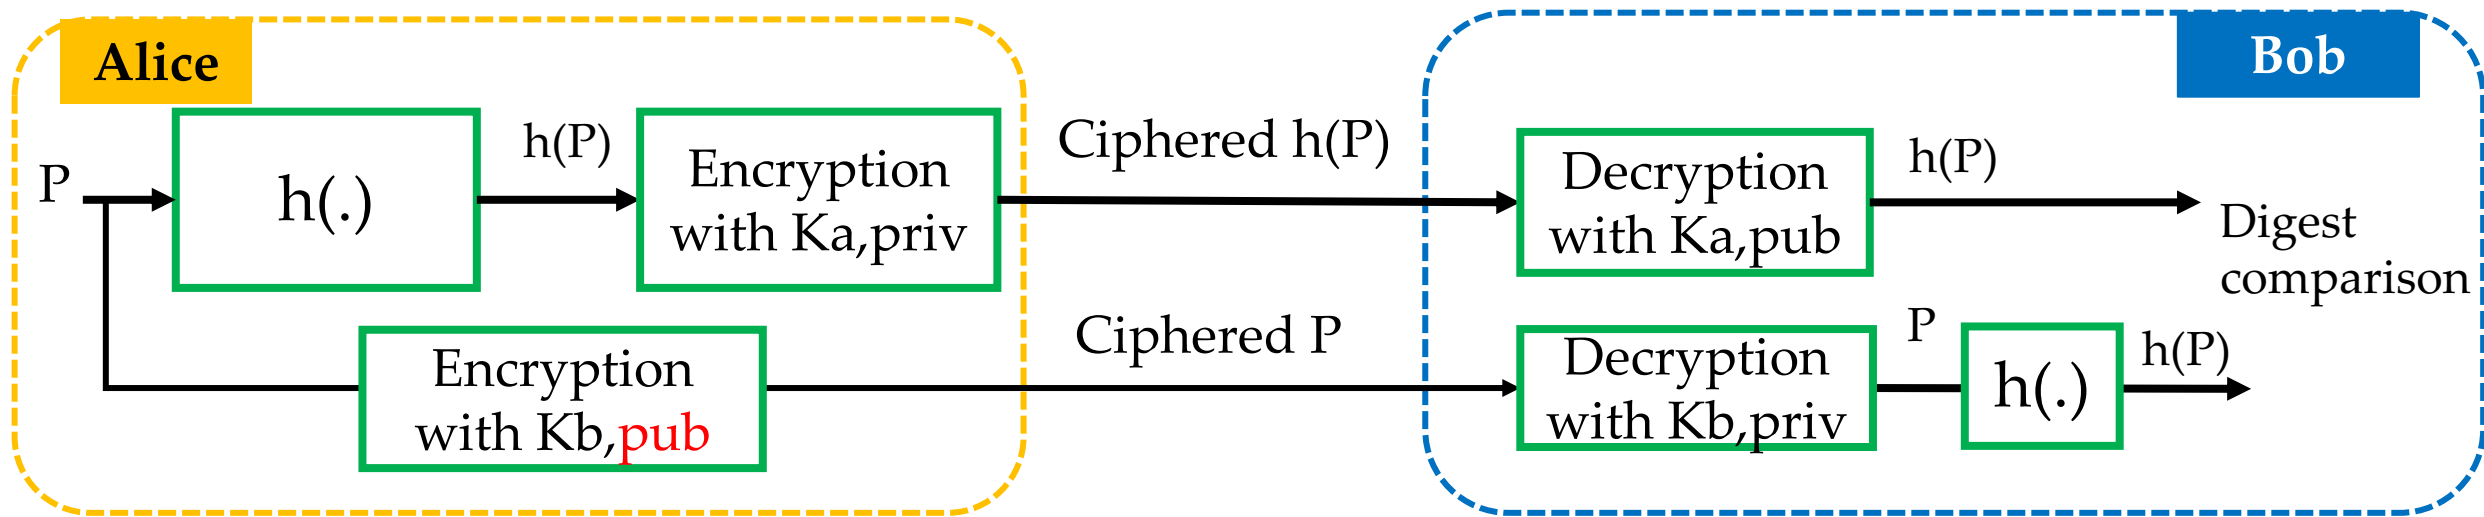 Alice
Bob
P
h(.)
h(P)
Encryption
with Ka,priv
Ciphered h(P)
Decryption
with Ka,pub
h(P)
Digest
comparison
Encryption
with Kb,pub
Ciphered P
Decryption
with Kb,priv
P
h(.)
h(P)